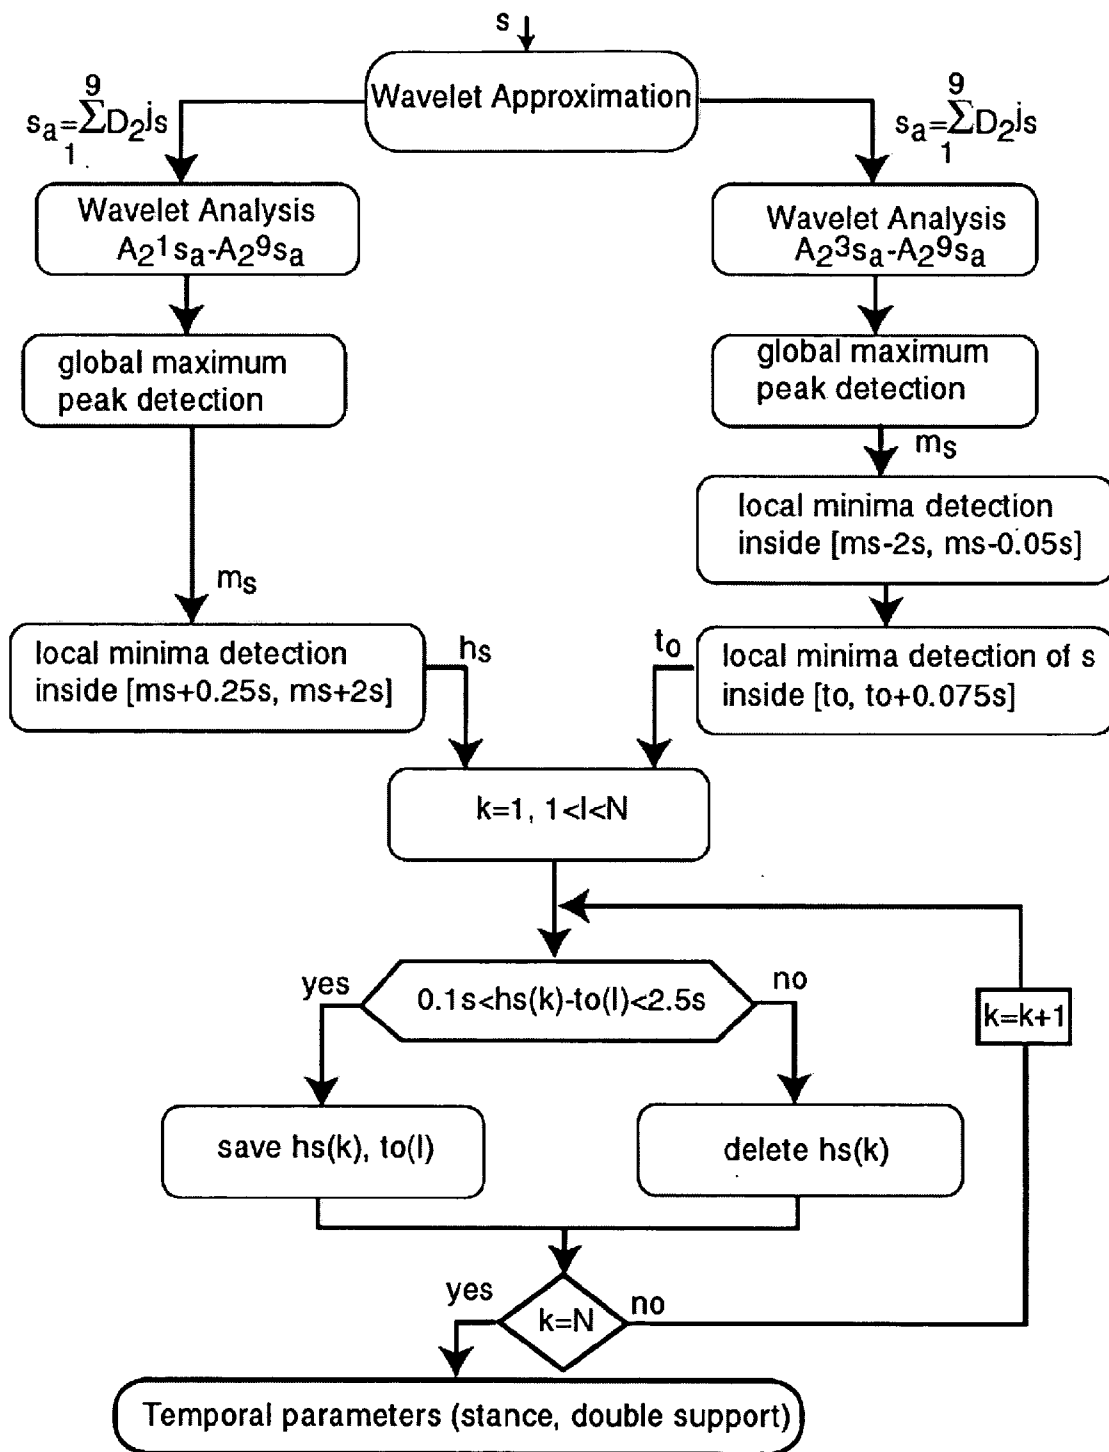 s
Wavelet Approximation
9
sₐ=∑D₂js
1
9
sₐ=∑D₂js
1
Wavelet Analysis
A₂1sₐ-A₂9sₐ
Wavelet Analysis
A₂3sₐ-A₂9sₐ
global maximum
peak detection
global maximum
peak detection
ms
local minima detection
inside [ms-2s, ms-0.05s]
ms
local minima detection
inside [ms+0.25s, ms+2s]
hs
to
local minima detection of s
inside [to, to+0.075s]
k=1, 1<l<N
yes
0.1s<hs(k)-to(l)<2.5s
no
k=k+1
save hs(k), to(l)
delete hs(k)
yes
k=N
no
Temporal parameters (stance, double support)